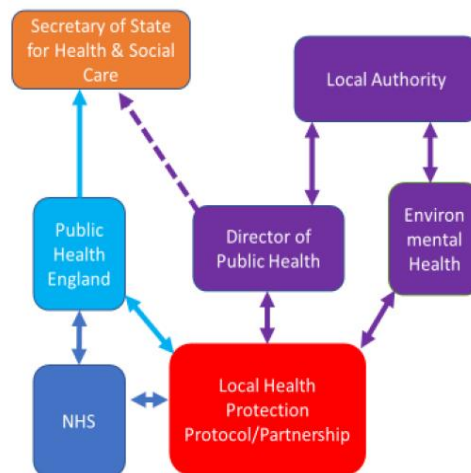 Secretary of State
for Health & Social
Care
Local Authority
Public
Health
England
Director of
Public Health
Environ
mental
Health
NHS
Local Health
Protection
Protocol/Partnership